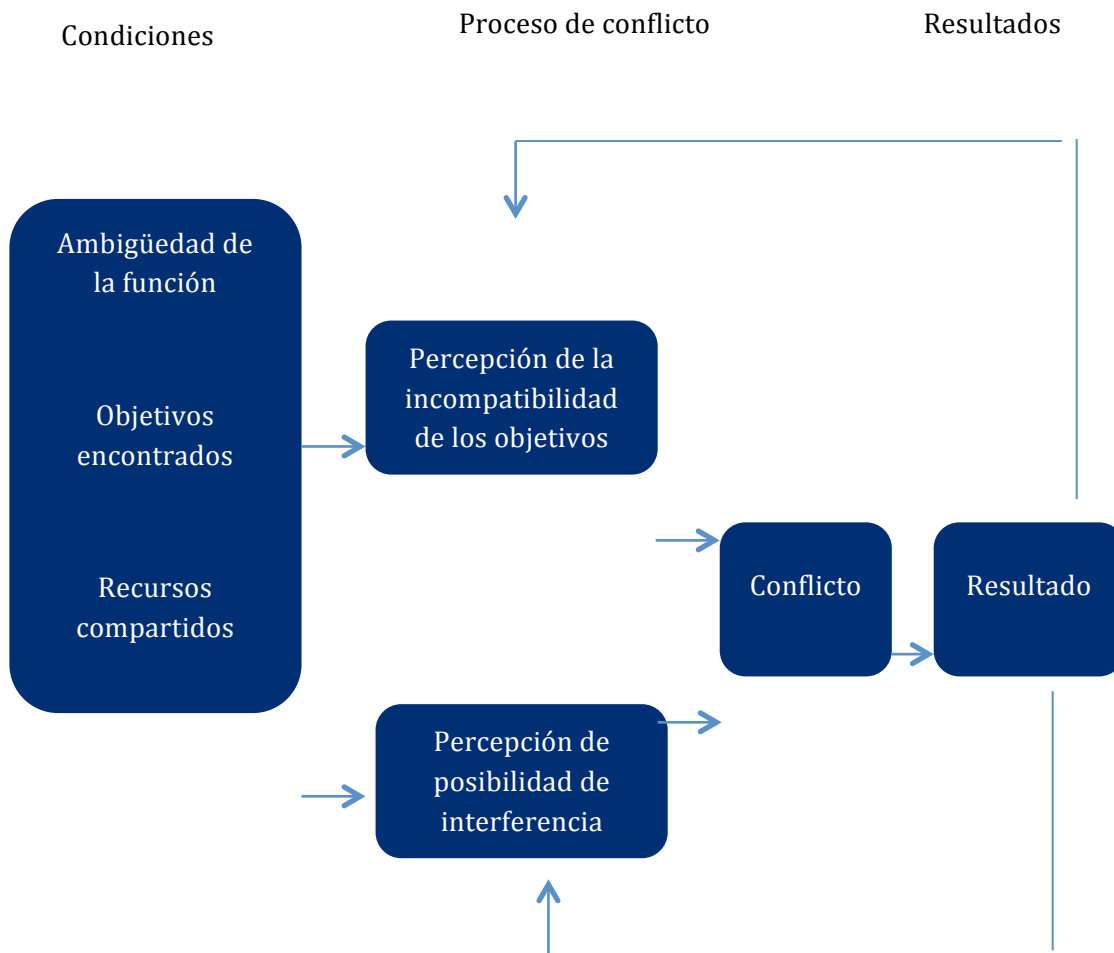 Condiciones
Proceso de conflicto
Resultados
Ambigüedad de
la función
Objetivos
encontrados
Recursos
compartidos
Percepción de la
incompatibilidad
de los objetivos
Percepción de
posibilidad de
interferencia
Conflicto
Resultado